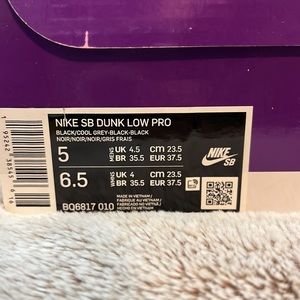 NIKE SB DUNK LOW PRO
BLACK/COOL GREY-BLACK-BLACK
NOIR/NOIR/NOIR/GRIS FRAIS
5 MENS UK 4.5 CM 23.5
BR 35.5 EUR 37.5
6.5 WMNS UK 4 CM 23.5
BR 35.5 EUR 37.5
SB
BQ6817 010
MADE IN VIETNAM /
FABRIQUÉ AU VIETNAM /
HECHO EN VIETNAM